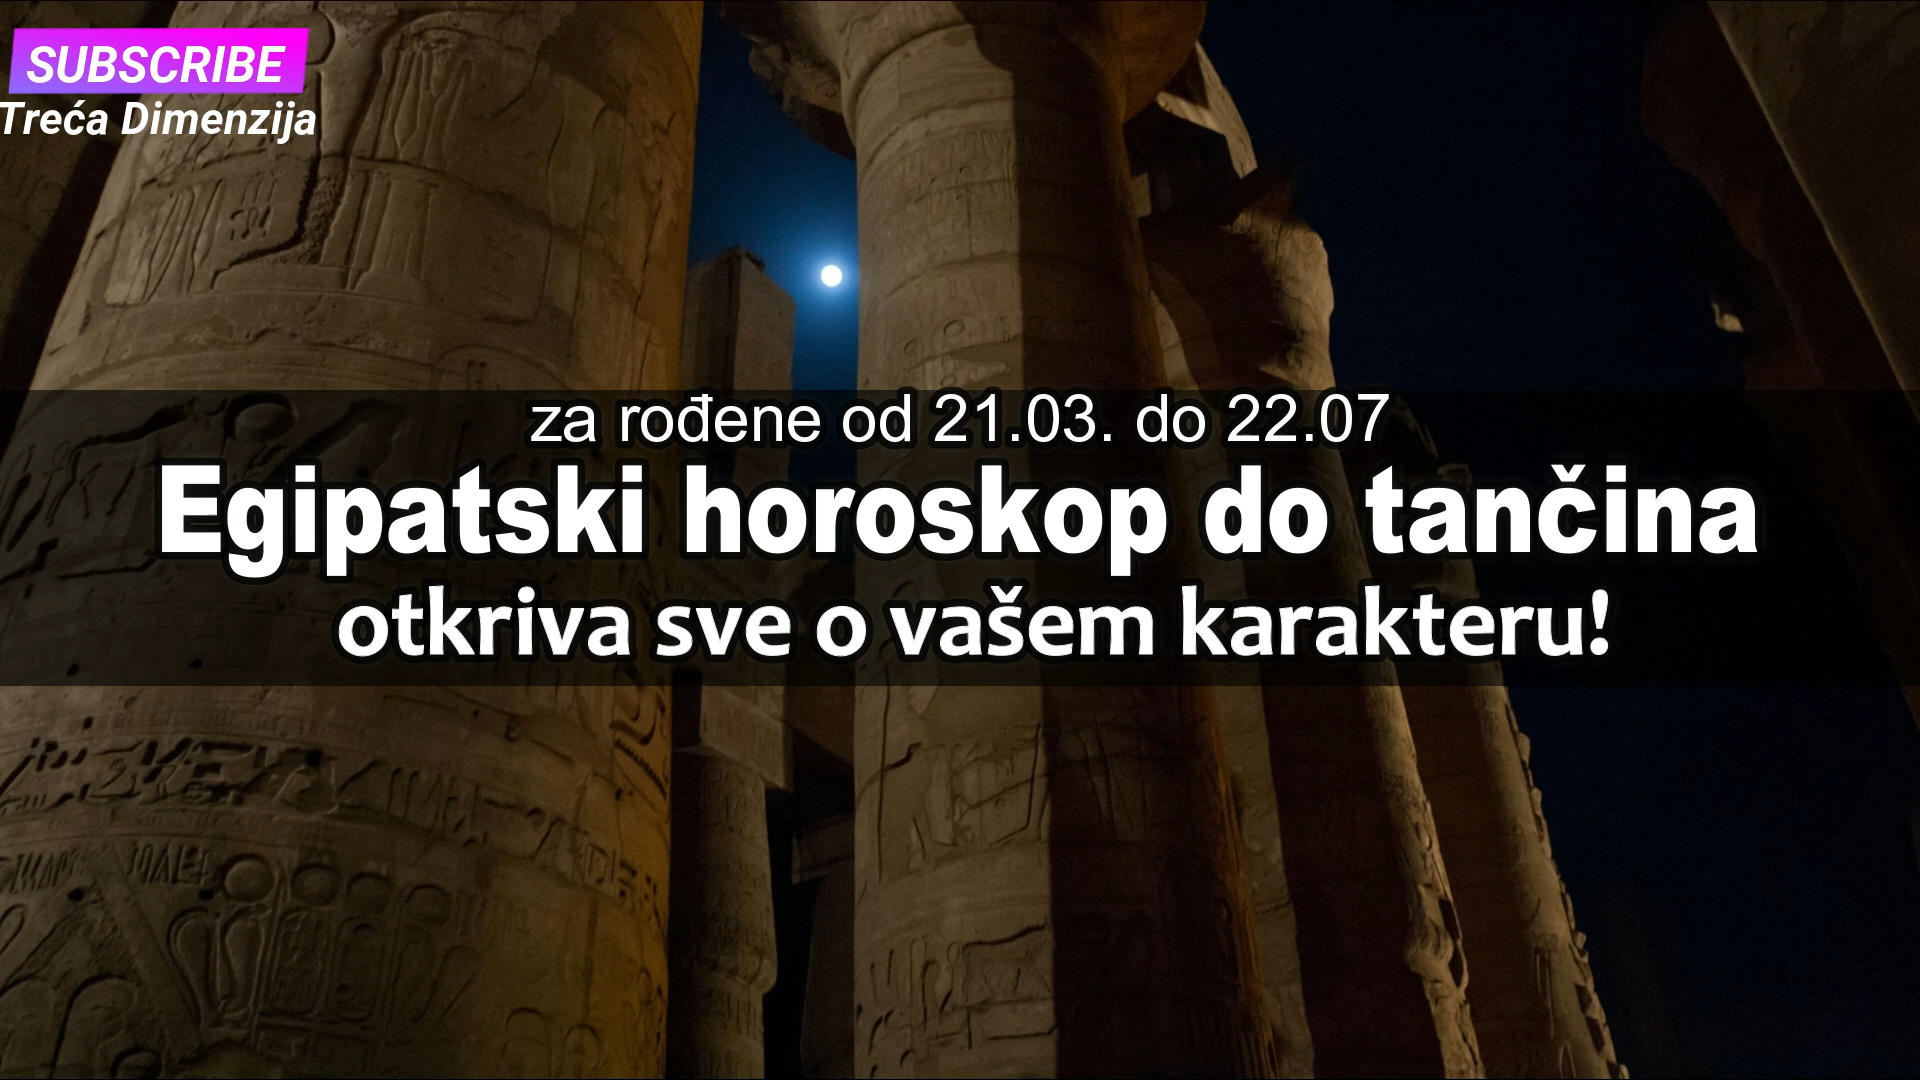 SUBSCRIBE
Treća Dimenzija
za rođene od 21.03. do 22.07
Egipatski horoskop do tančina
otkriva sve o vašem karakteru!